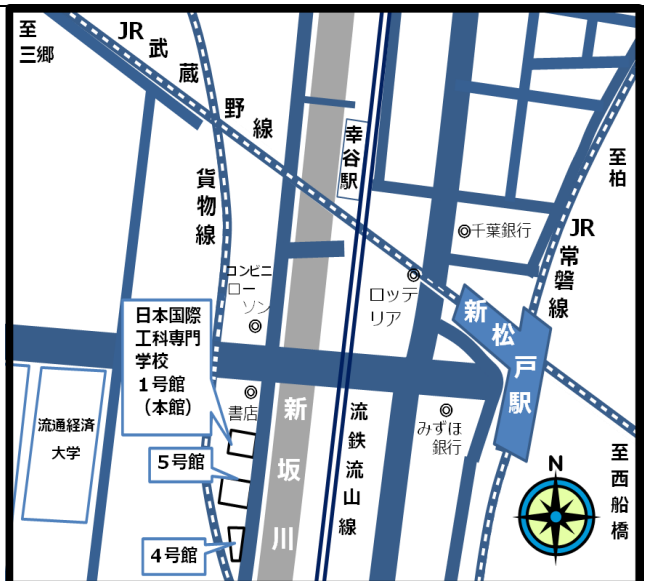 至
三郷
JR武蔵野線
貨物線
幸谷駅
至柏
JR常磐線
◎千葉銀行
コンビニ
ローソン
◎
ロッテ
リア
◎
新松戸駅
日本国際
工科専門
学校
1号館
（本館）
◎
書店
新坂川
流鉄流山線
◎
みずほ
銀行
流通経済
大学
5号館
4号館
至西船橋
N